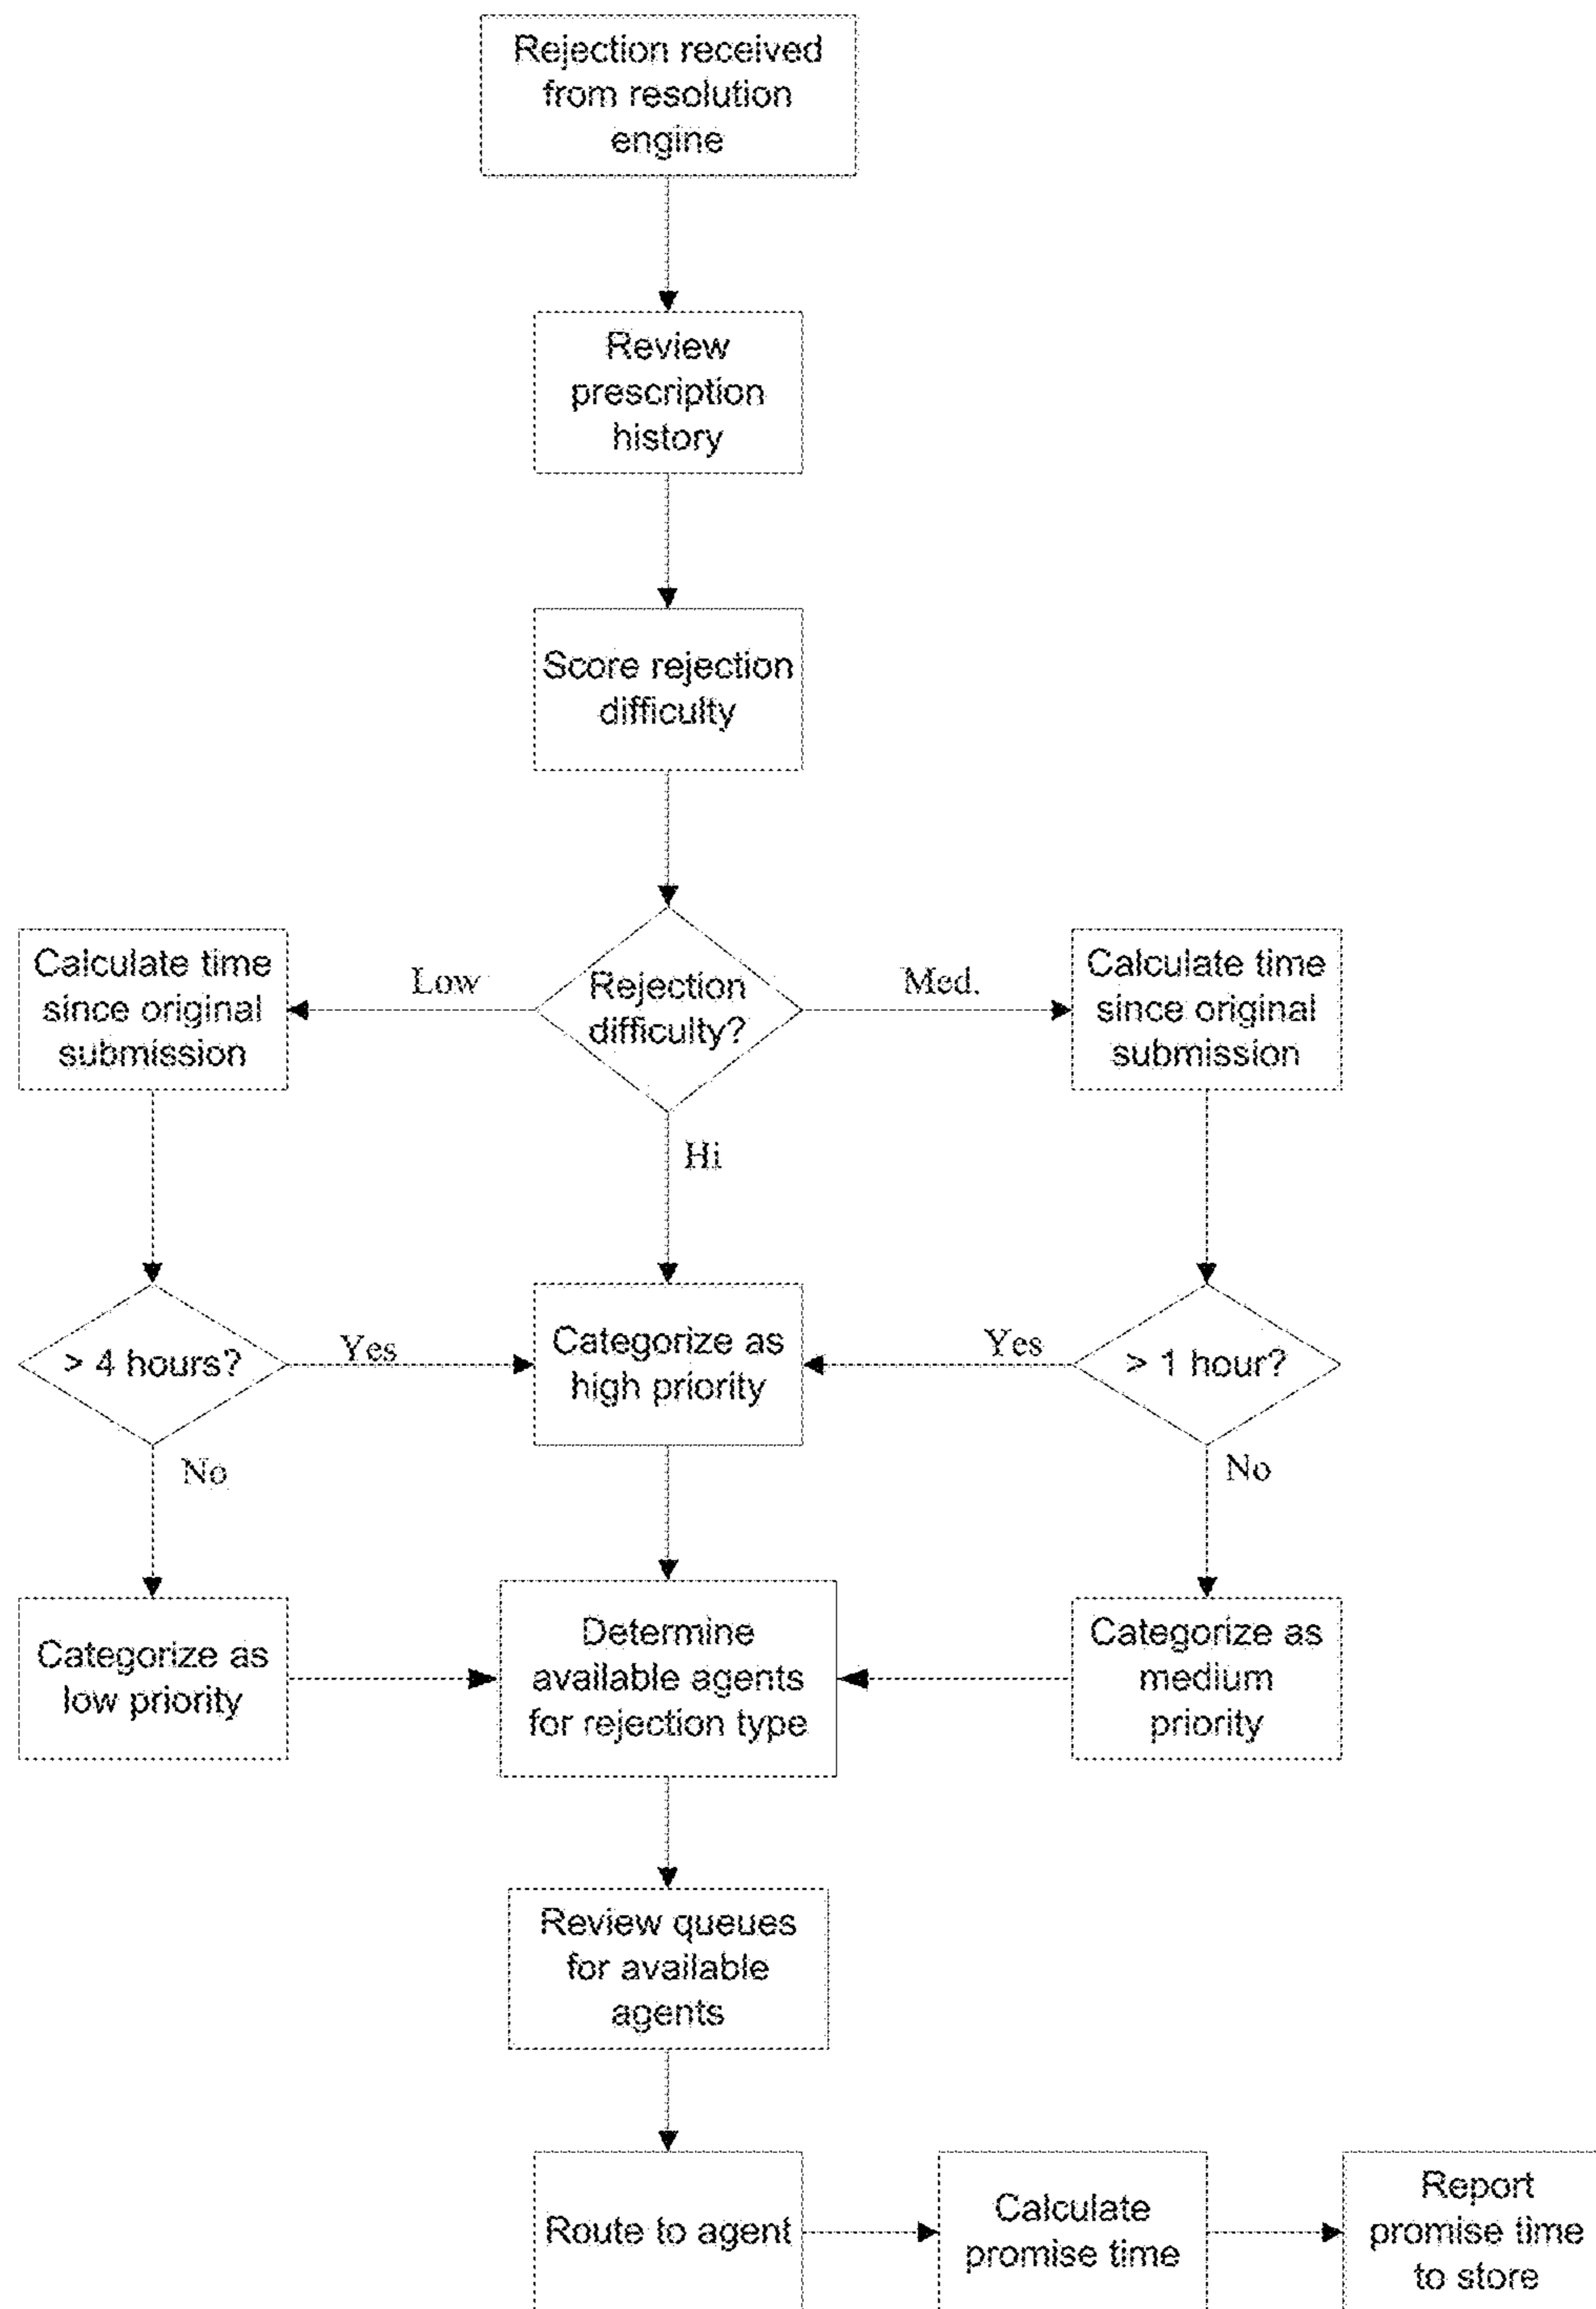 Rejection received
from resolution
engine
Review
prescription
history
Score rejection
difficulty
Calculate time
since original
submission
Low
Rejection
difficulty?
Med.
Calculate time
since original
submission
Hi
> 4 hours?
Yes
Categorize as
high priority
Yes
> 1 hour?
No
No
Categorize as
low priority
Determine
available agents
for rejection type
Categorize as
medium
priority
Review queues
for available
agents
Route to agent
Calculate
promise time
Report
promise time
to store